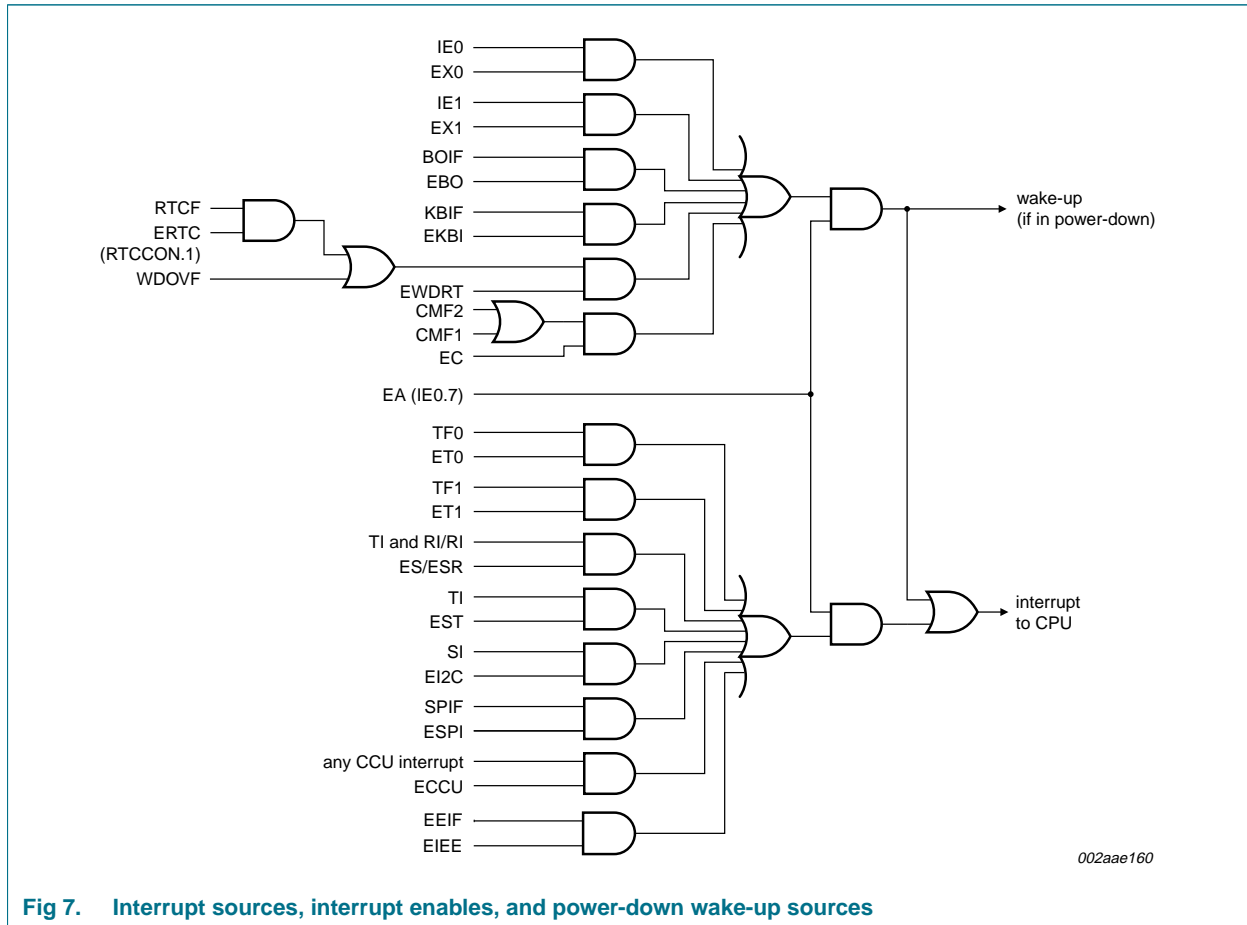 IE0
EX0
IE1
EX1
BOIF
EBO
RTCF
ERTC
(RTCCON.1)
WDOVF
KBIF
EKBI
EWDRT
CMF2
CMF1
EC
EA (IE0.7)
wake-up
(if in power-down)
TF0
ET0
TF1
ET1
TI and RI/RI
ES/ESR
TI
EST
SI
EI2C
SPIF
ESPI
any CCU interrupt
ECCU
EEIF
EIEE
interrupt
to CPU
002aae160
Fig 7. Interrupt sources, interrupt enables, and power-down wake-up sources